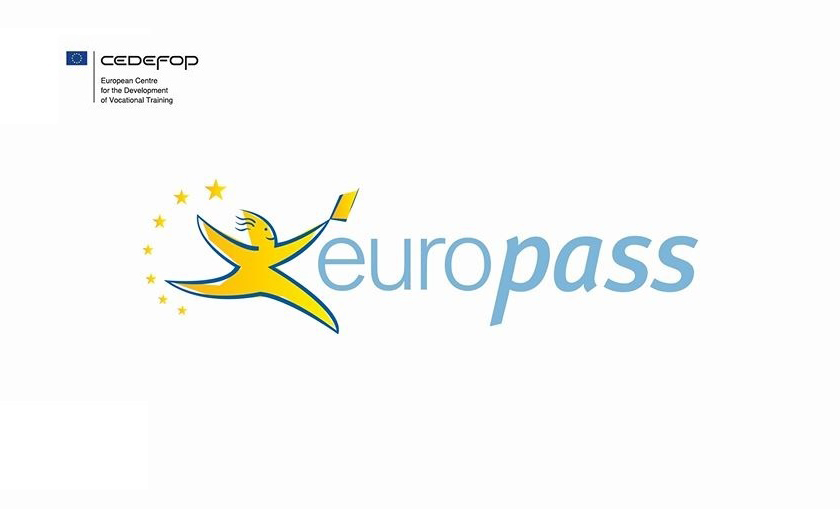 CEDEFOP
European Centre
for the Development
of Vocational Training
europass